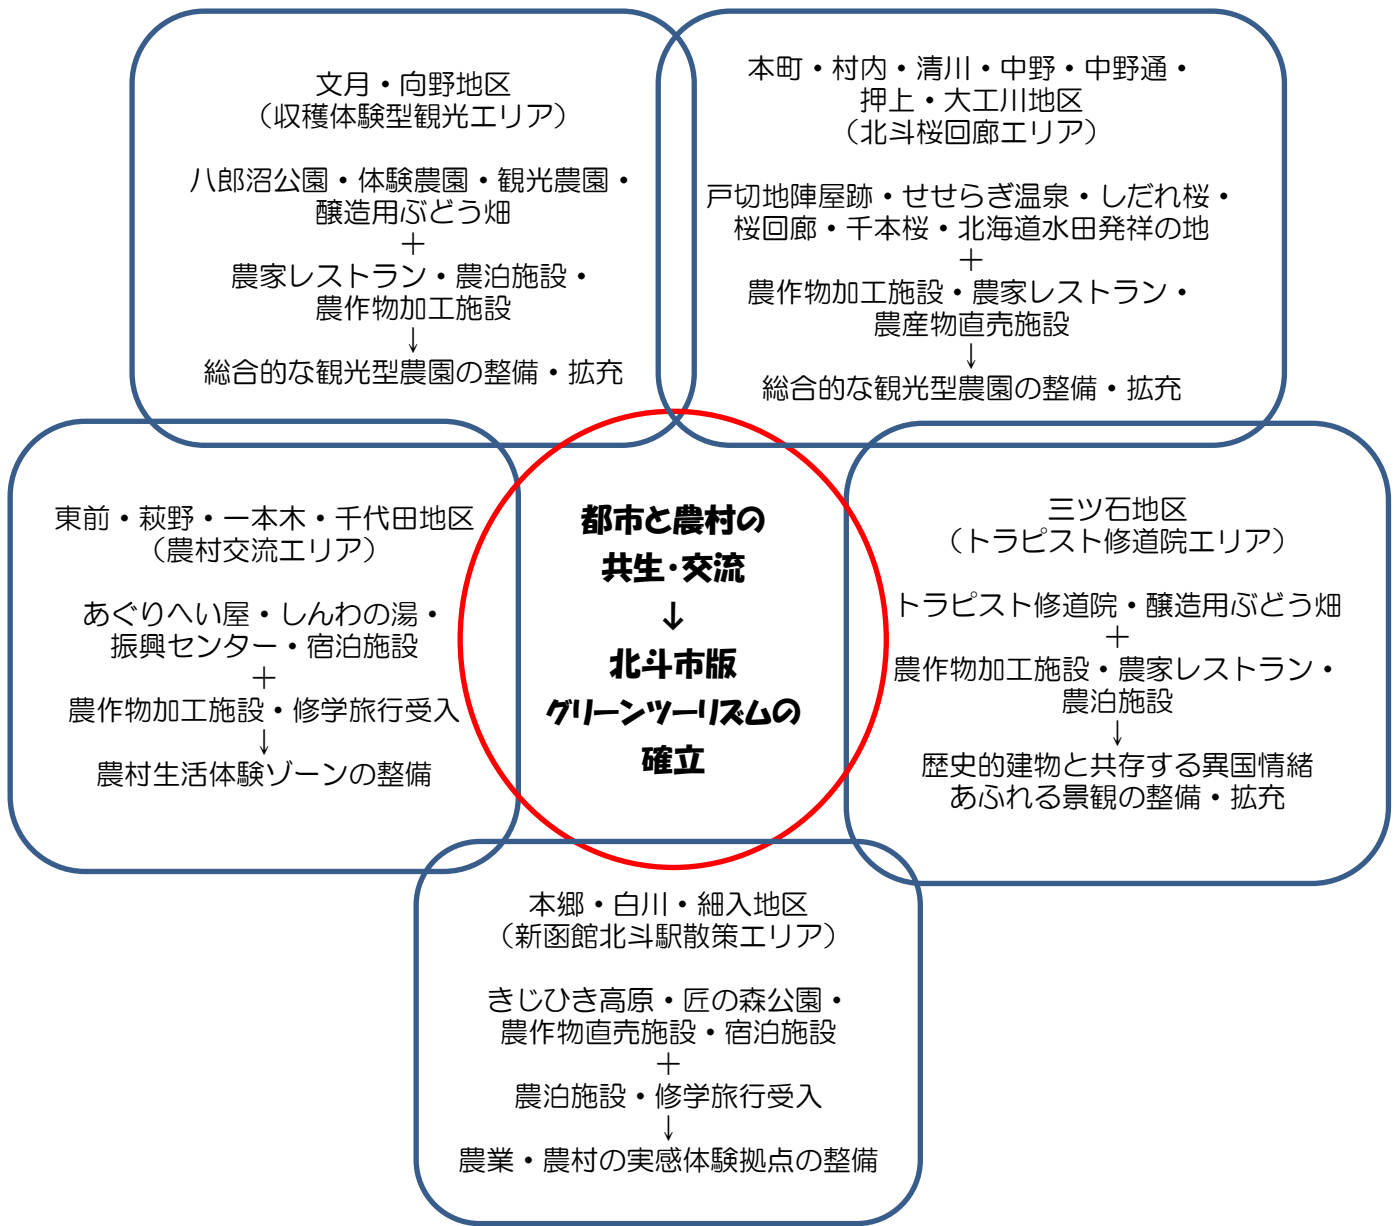 文月・向野地区
（収穫体験型観光エリア）
八郎沼公園・体験農園・観光農園・
醸造用ぶどう畑
＋
農家レストラン・農泊施設・
農作物加工施設
↓
総合的な観光型農園の整備・拡充
本町・村内・清川・中野・中野通・
押上・大工川地区
（北斗桜回廊エリア）
戸切地陣屋跡・せせらぎ温泉・しだれ桜・
桜回廊・千本桜・北海道水田発祥の地
＋
農作物加工施設・農家レストラン・
農産物直売施設
↓
総合的な観光型農園の整備・拡充
東前・萩野・一本木・千代田地区
（農村交流エリア）
あぐりへい屋・しんわの湯・
振興センター・宿泊施設
＋
農作物加工施設・修学旅行受入
↓
農村生活体験ゾーンの整備
都市と農村の
共生・交流
↓
北斗市版
グリーンツーリズムの
確立
三ツ石地区
（トラピスト修道院エリア）
トラピスト修道院・醸造用ぶどう畑
＋
農作物加工施設・農家レストラン・
農泊施設
↓
歴史的建物と共存する異国情緒
あふれる景観の整備・拡充
本郷・白川・細入地区
（新函館北斗駅散策エリア）
きじひき高原・匠の森公園・
農作物直売施設・宿泊施設
＋
農泊施設・修学旅行受入
↓
農業・農村の実感体験拠点の整備